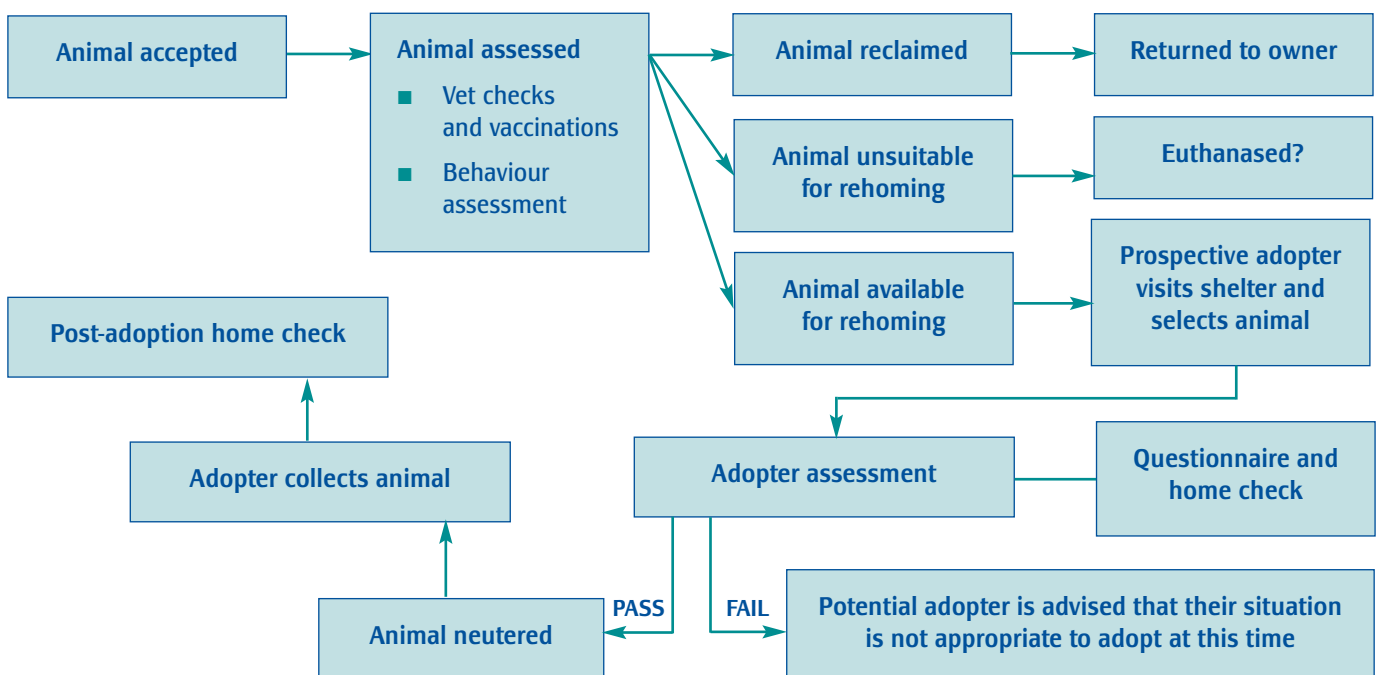 Animal accepted
Animal assessed
■ Vet checks
and vaccinations
■ Behaviour
assessment
Animal reclaimed
Returned to owner
Animal unsuitable
for rehoming
Euthanased?
Animal available
for rehoming
Prospective adopter
visits shelter and
selects animal
Adopter assessment
Questionnaire and
home check
PASS
FAIL
Potential adopter is advised that their situation
is not appropriate to adopt at this time
Animal neutered
Adopter collects animal
Post-adoption home check